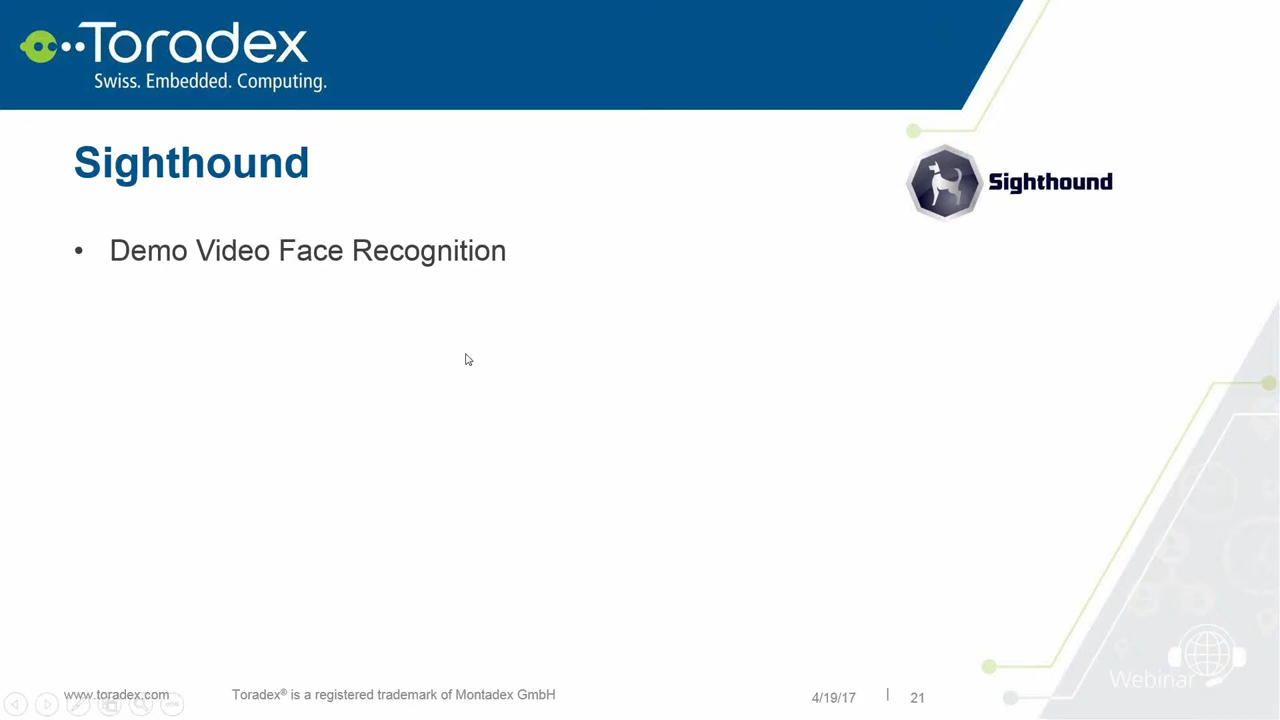 Toradex
Swiss. Embedded. Computing.
Sighthound
Sighthound
• Demo Video Face Recognition
Webinar
www.toradex.com
Toradex® is a registered trademark of Montadex GmbH
4/19/17 | 21